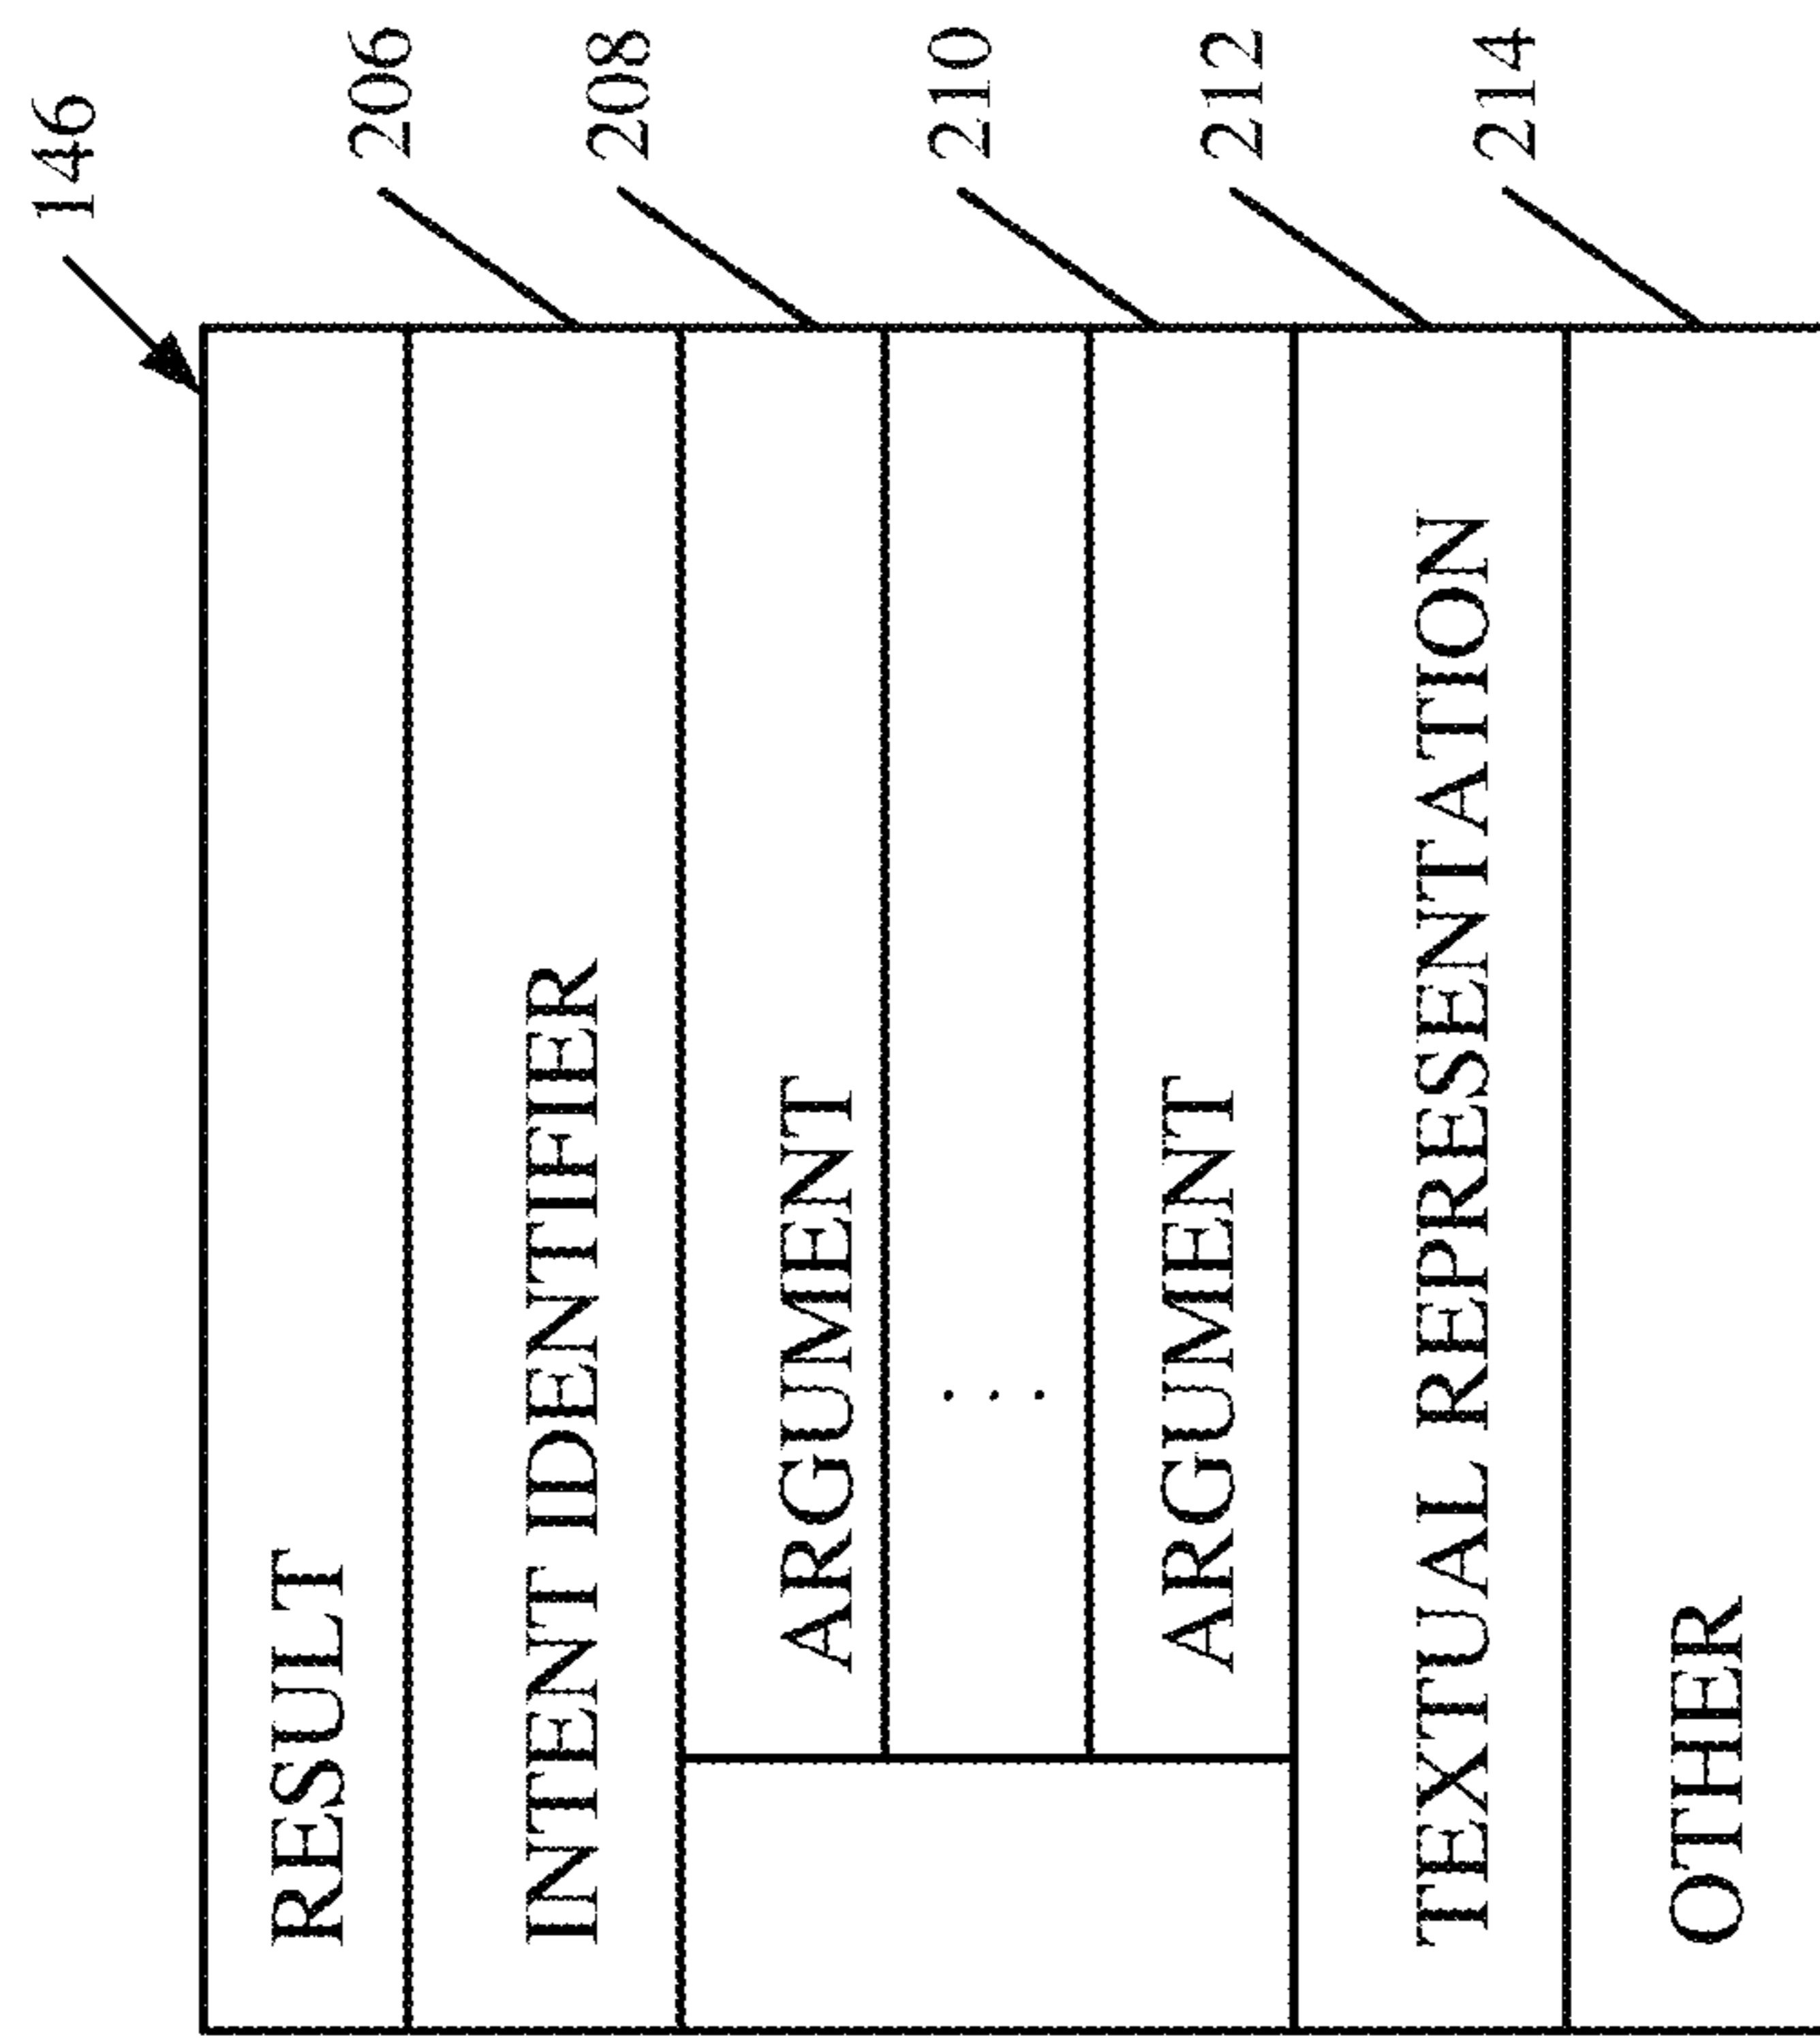 146
RESULT
206
INTENT IDENTIFIER
208
ARGUMENT
. . .
210
ARGUMENT
212
TEXTUAL REPRESENTATION
214
OTHER